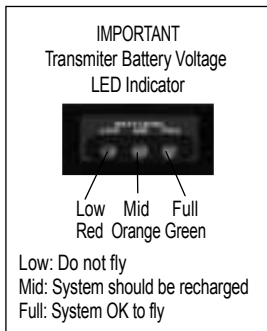 IMPORTANT
Transmiter Battery Voltage
LED Indicator
Low Mid Full
Red Orange Green
Low: Do not fly
Mid: System should be recharged
Full: System OK to fly